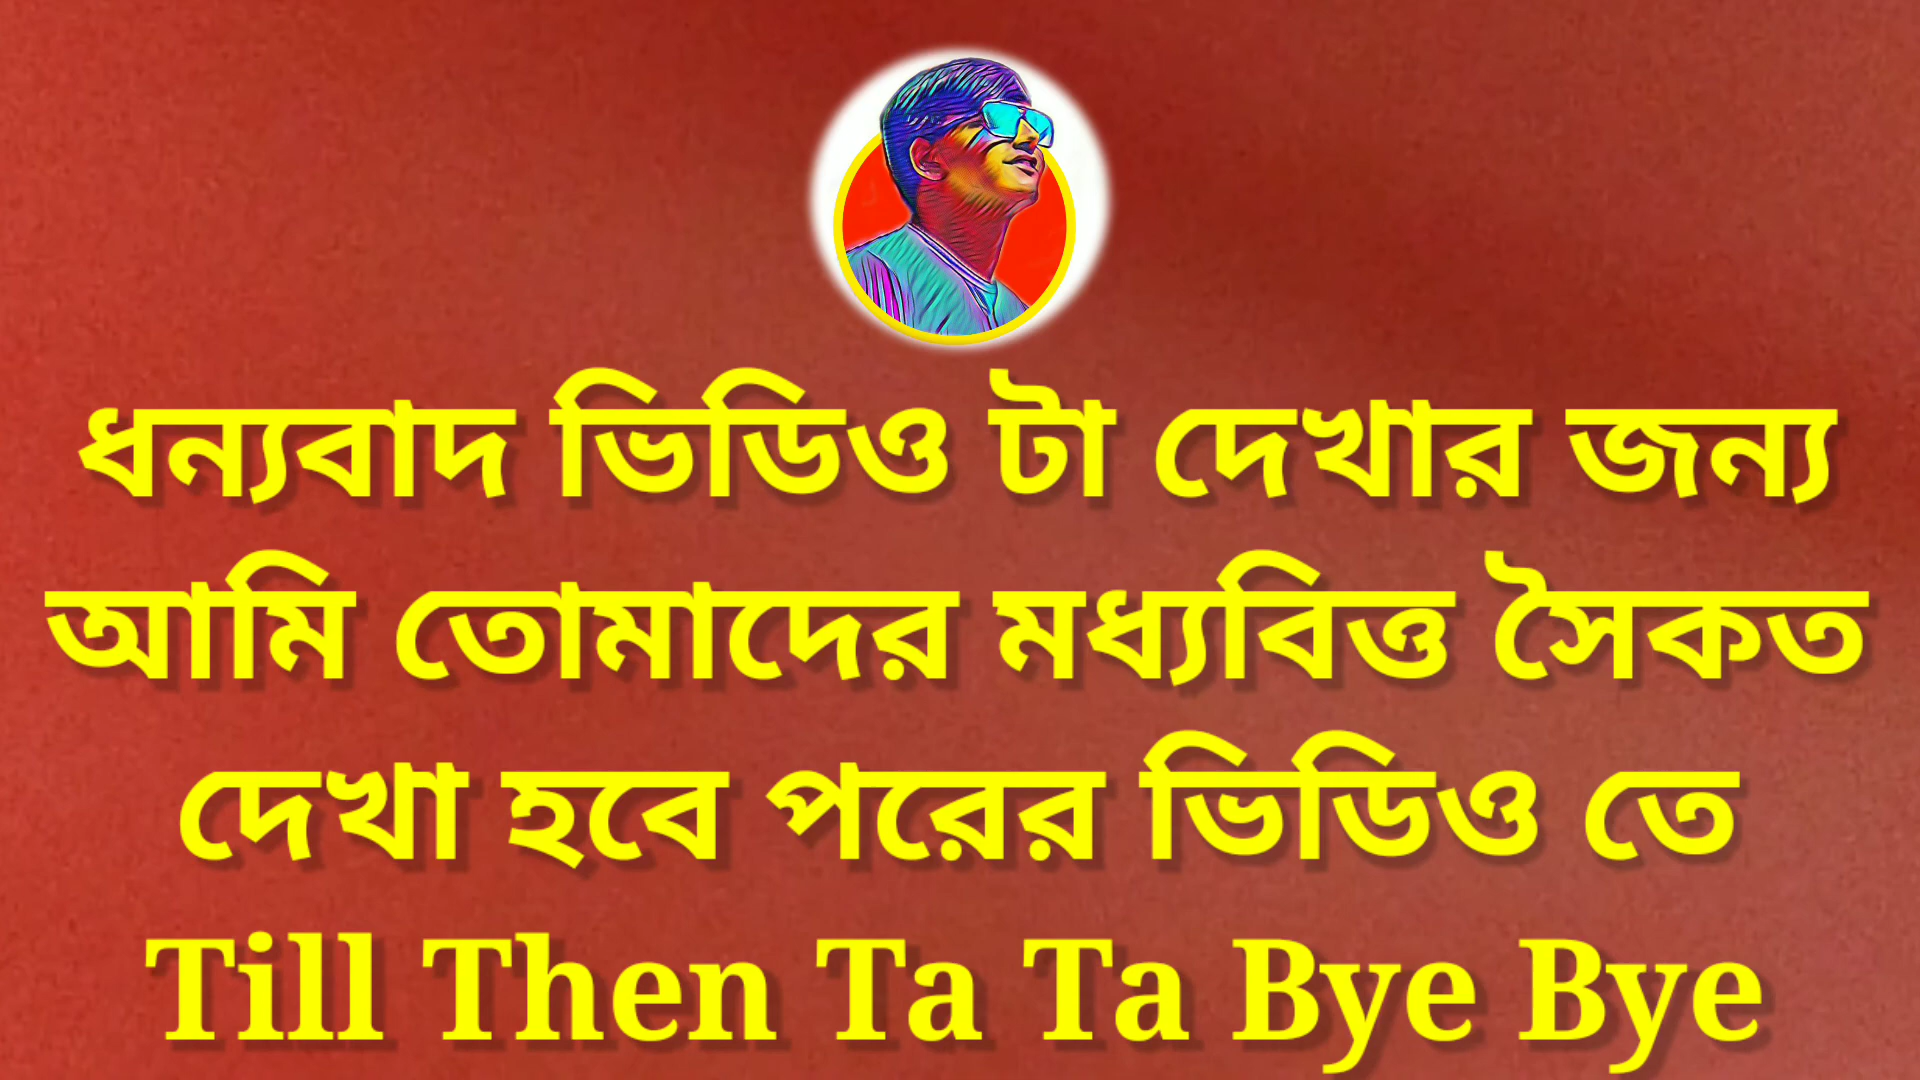 ধন্যবাদ ভিডিও টা দেখার জন্য
আমি তোমাদের মধ্যবিত্ত সৈকত
দেখা হবে পরের ভিডিও তে
Till Then Ta Ta Bye Bye